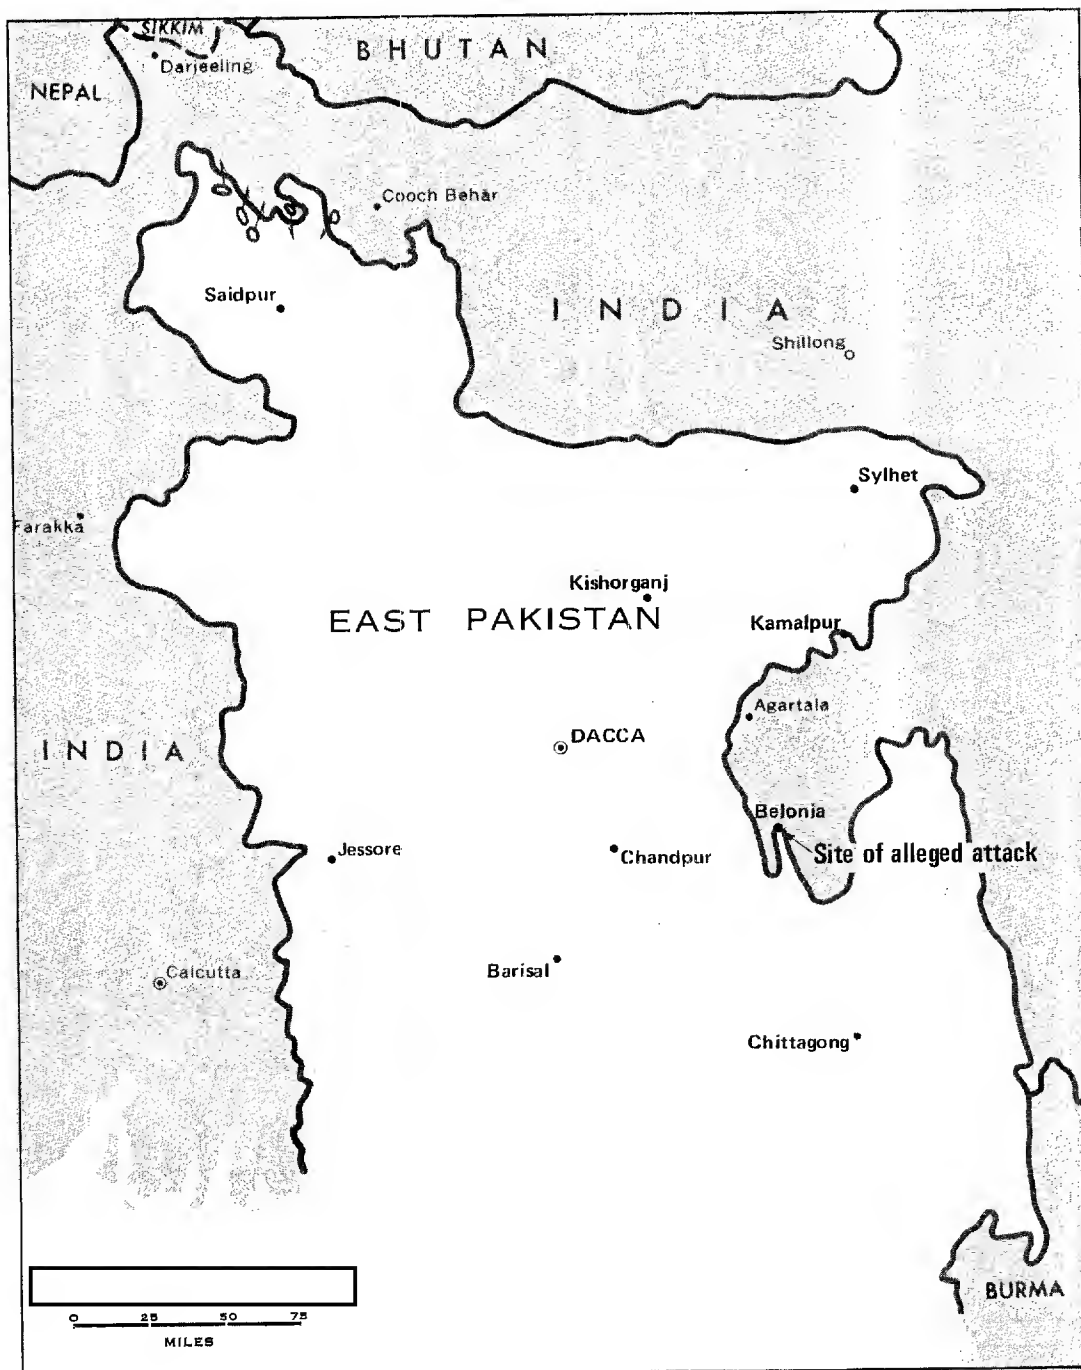 SIKKIM
BHUTAN
Darjeeling
NEPAL
Cooch Behar
Saidpur
INDIA
Shillong
Sylhet
Farakka
Kishorganj
EAST PAKISTAN
Kamalpur
Agartala
DACCA
INDIA
Belonia
Jessore
Chandpur
Site of alleged attack
Barisal
Calcutta
Chittagong
BURMA
0 25 50 75
MILES